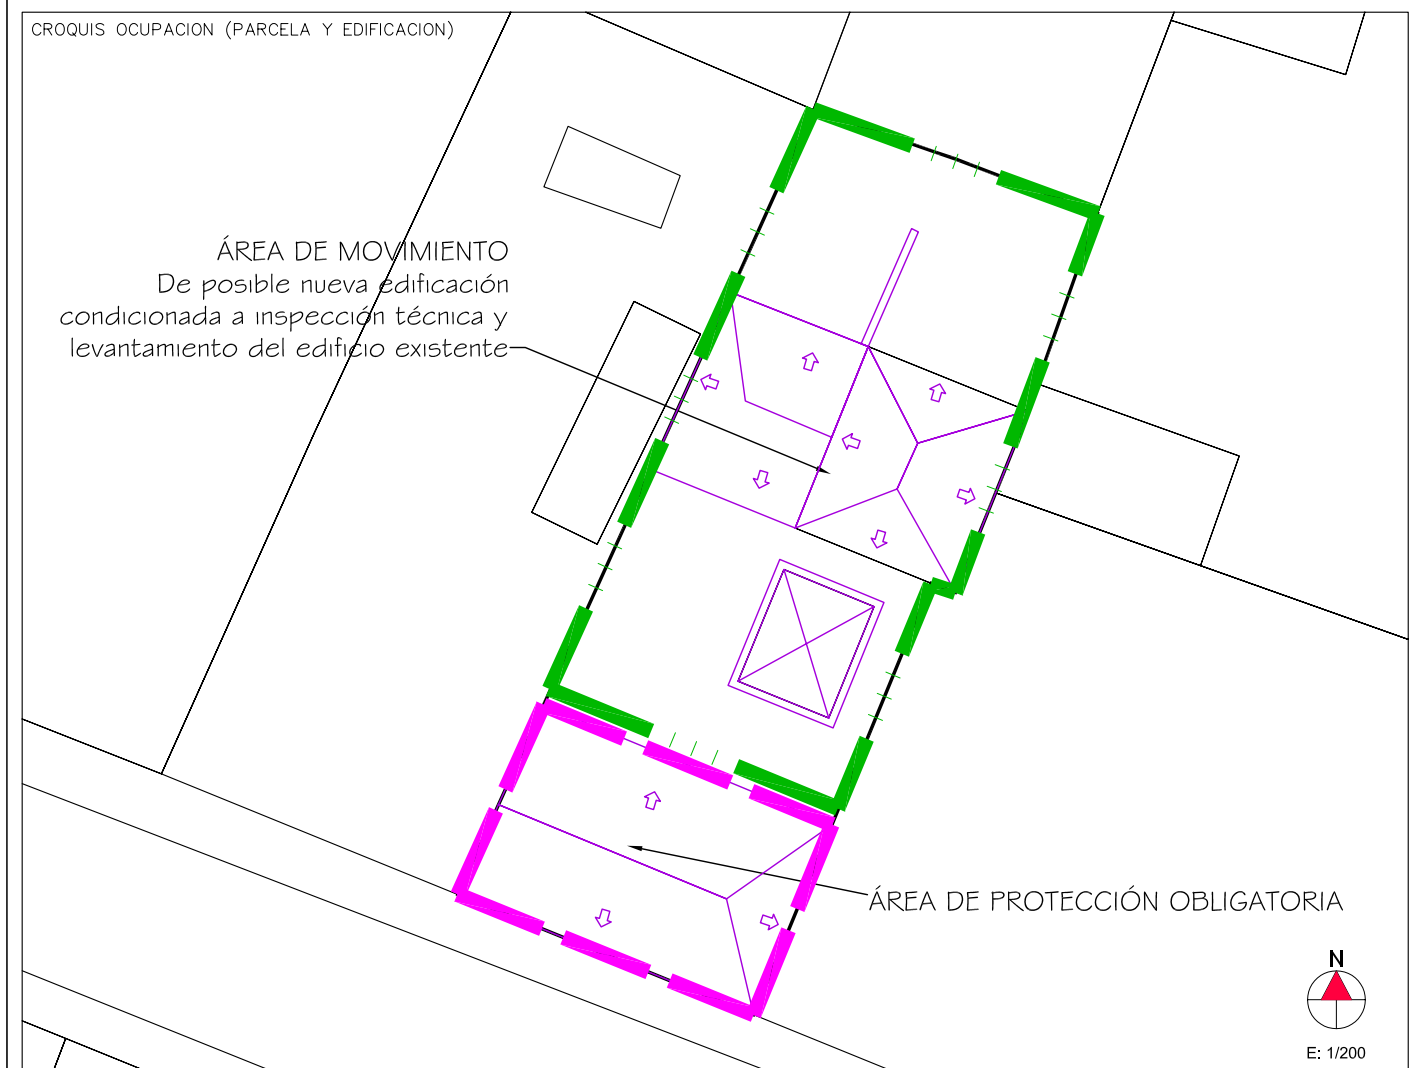 CROQUIS OCUPACION (PARCELA Y EDIFICACION)
ÁREA DE MOVIMIENTO
De posible nueva edificación
condicionada a inspección técnica y
levantamiento del edificio existente
ÁREA DE PROTECCIÓN OBLIGATORIA
N
E: 1/200